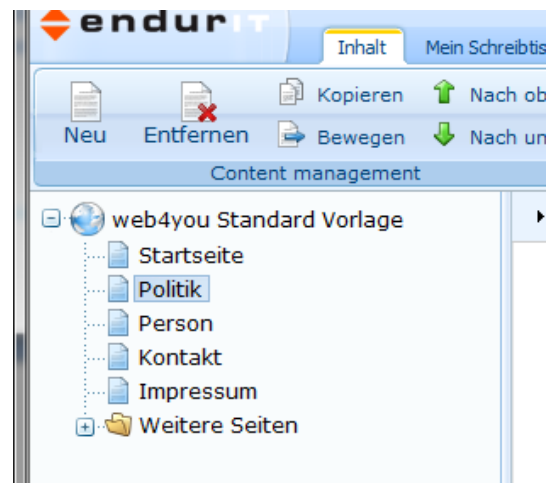 endurIT
Inhalt Mein Schreibtis
Kopieren Nach ob
Neu Entfernen Bewegen Nach un
Content management
web4you Standard Vorlage
Startseite
Politik
Person
Kontakt
Impressum
Weitere Seiten